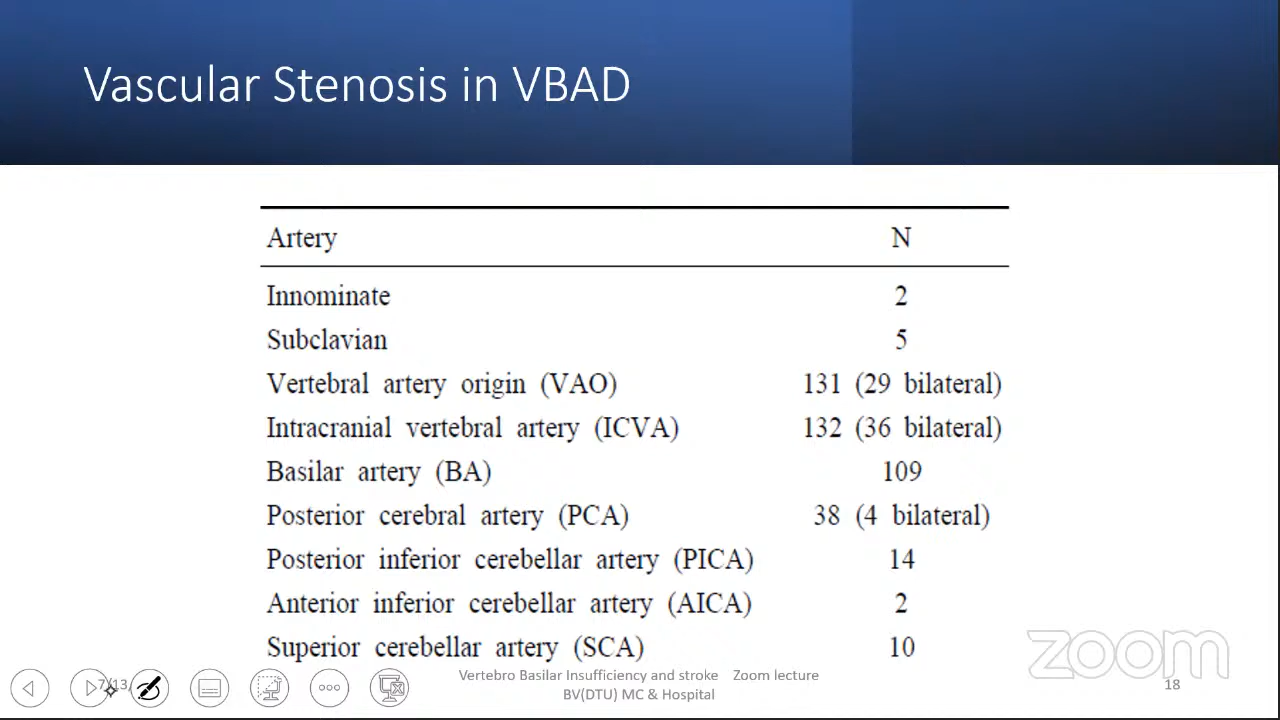 Vascular Stenosis in VBAD
Artery N
Innominate 2
Subclavian 5
Vertebral artery origin (VAO) 131 (29 bilateral)
Intracranial vertebral artery (ICVA) 132 (36 bilateral)
Basilar artery (BA) 109
Posterior cerebral artery (PCA) 38 (4 bilateral)
Posterior inferior cerebellar artery (PICA) 14
Anterior inferior cerebellar artery (AICA) 2
Superior cerebellar artery (SCA) 10
zoom
7/13/
Vertebro Basilar Insufficiency and stroke Zoom lecture
BV(DTU) MC & Hospital
18